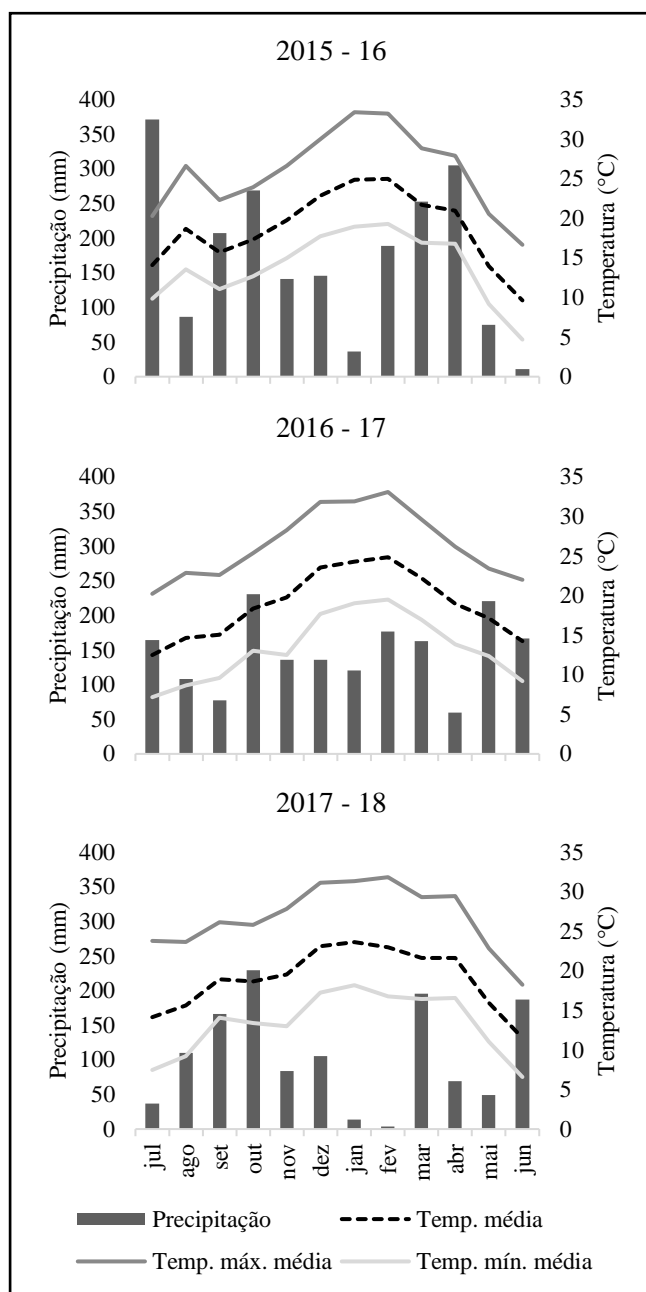 2015 - 16
400 35
350 30
300 25
250 20
200 15
150 10
100 5
50 0
0
Precipitação (mm)
Temperatura (°C)
2016 - 17
400 35
350 30
300 25
250 20
200 15
150 10
100 5
50 0
0
Precipitação (mm)
Temperatura (°C)
2017 - 18
400 35
350 30
300 25
250 20
200 15
150 10
100 5
50 0
0
Precipitação (mm)
Temperatura (°C)
jul ago set out nov dez jan fev mar abr mai jun
Precipitação Temp. média
Temp. máx. média Temp. mín. média